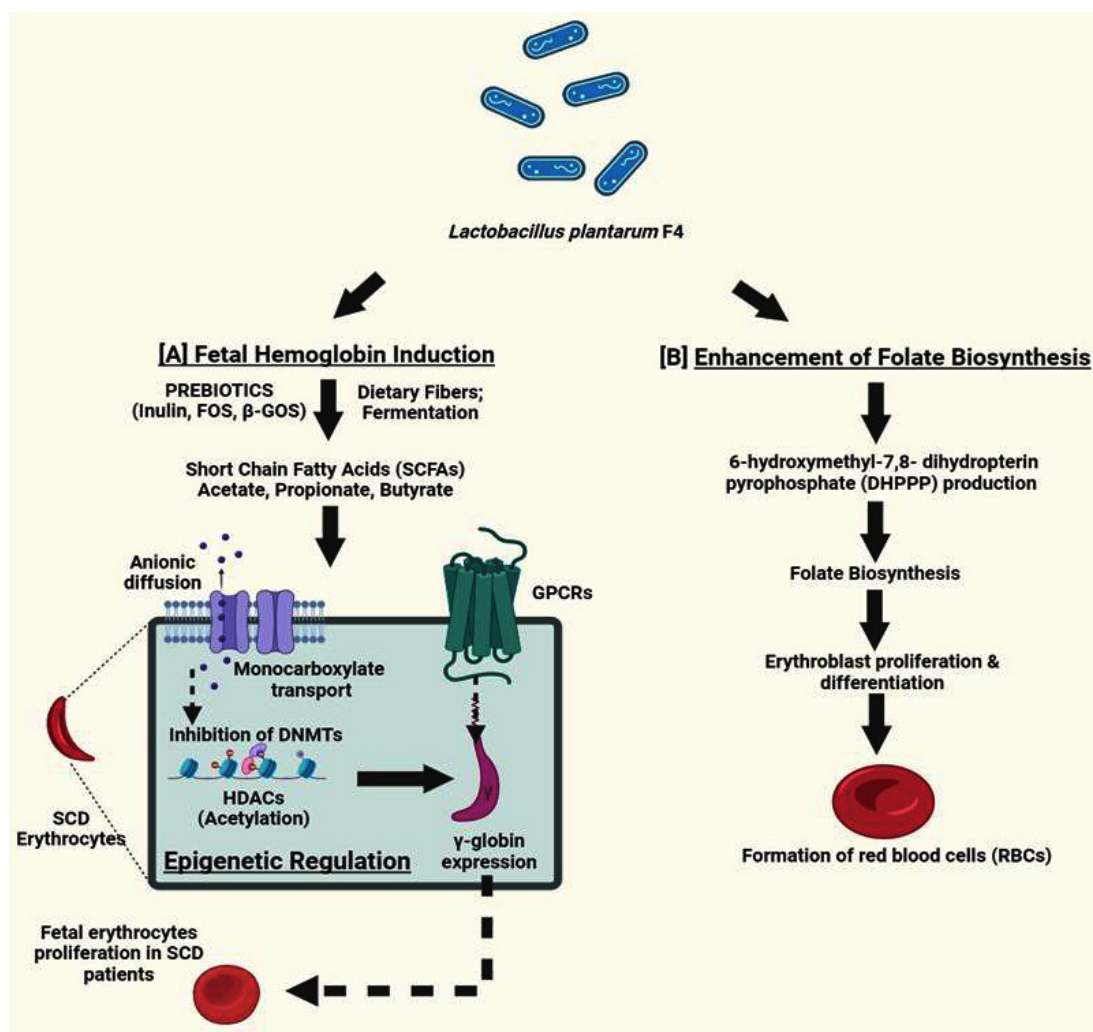 Lactobacillus plantarum F4
[A] Fetal Hemoglobin Induction
PREBIOTICS
(Inulin, FOS, β-GOS)
Dietary Fibers;
Fermentation
Short Chain Fatty Acids (SCFAs)
Acetate, Propionate, Butyrate
Anionic
diffusion
GPCRs
Monocarboxylate
transport
Inhibition of DNMTs
HDACs
(Acetylation)
γ
γ-globin
expression
Epigenetic Regulation
SCD
Erythrocytes
Fetal erythrocytes
proliferation in SCD
patients
[B] Enhancement of Folate Biosynthesis
6-hydroxymethyl-7,8- dihydropterin
pyrophosphate (DHPPP) production
Folate Biosynthesis
Erythroblast proliferation &
differentiation
Formation of red blood cells (RBCs)